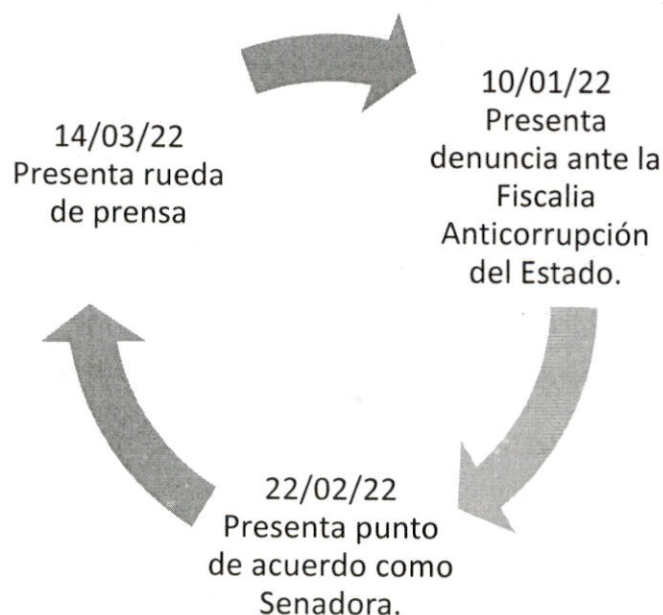 14/03/22
Presenta rueda
de prensa
10/01/22
Presenta
denuncia ante la
Fiscalia
Anticorrupción
del Estado.
22/02/22
Presenta punto
de acuerdo como
Senadora.